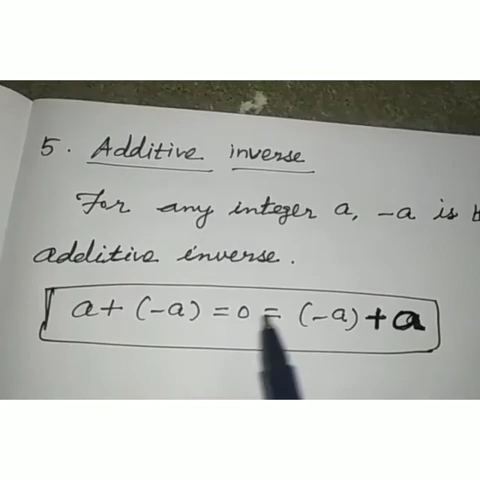 5. Additive inverse
For any integer a, -a is
additive inverse.
a + (-a) = 0 = (-a) + a